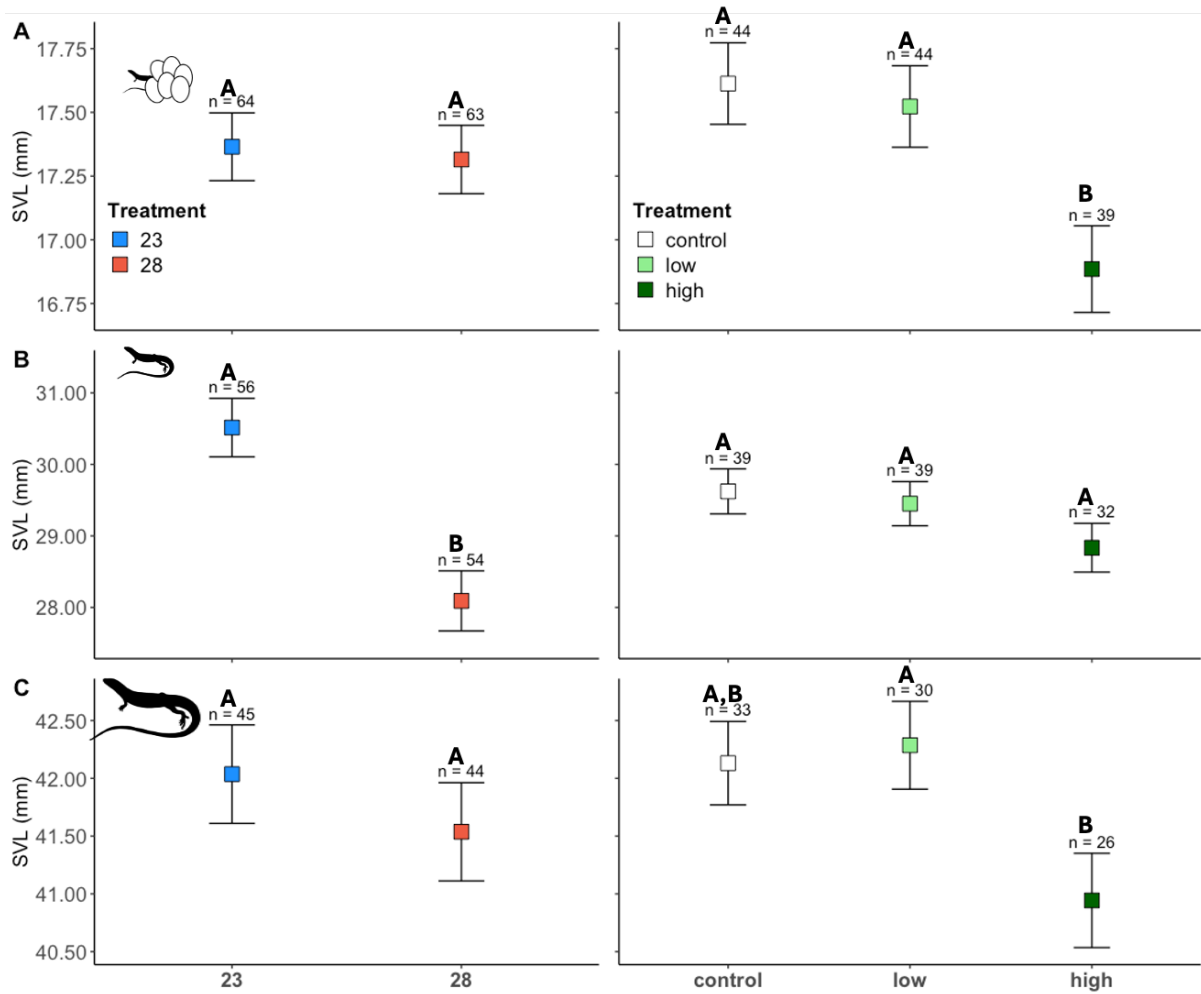 A
SVL (mm)
17.75
17.50
17.25
17.00
16.75
A
n = 64
A
n = 63
Treatment
23
28
A
n = 44
A
n = 44
B
n = 39
Treatment
control
low
high
B
SVL (mm)
31.00
30.00
29.00
28.00
A
n = 56
B
n = 54
A
n = 39
A
n = 39
A
n = 32
C
SVL (mm)
42.50
42.00
41.50
41.00
40.50
A
n = 45
A
n = 44
A,B
n = 33
A
n = 30
B
n = 26
23
28
control
low
high